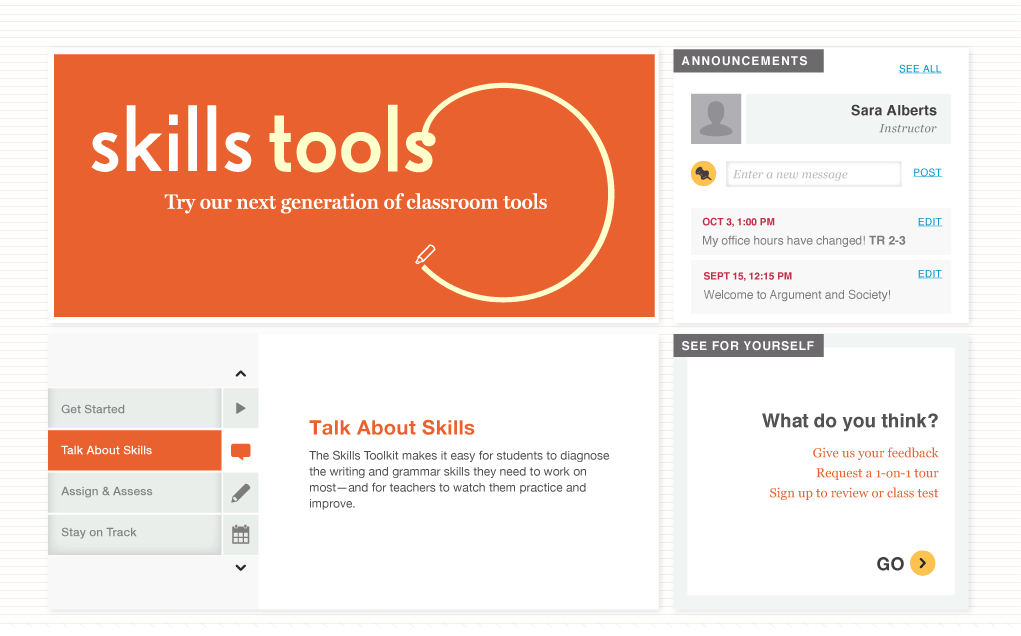 skills tools
Try our next generation of classroom tools
ANNOUNCEMENTS
SEE ALL
Sara Alberts
Instructor
Enter a new message
POST
OCT 3, 1:00 PM
EDIT
My office hours have changed! TR 2-3
SEPT 15, 12:15 PM
EDIT
Welcome to Argument and Society!
Get Started
Talk About Skills
Assign & Assess
Stay on Track
Talk About Skills
The Skills Toolkit makes it easy for students to diagnose
the writing and grammar skills they need to work on
most—and for teachers to watch them practice and
improve.
SEE FOR YOURSELF
What do you think?
Give us your feedback
Request a 1-on-1 tour
Sign up to review or class test
GO